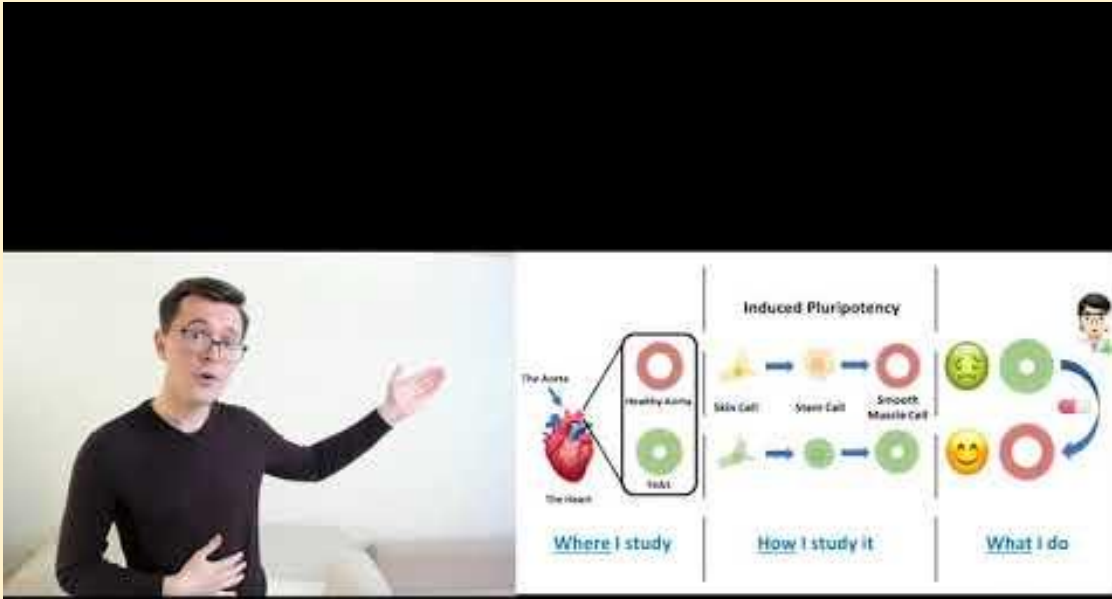 The Aorta
Healthy Aorta
The Heart
Where I study
Induced Pluripotency
Skin Cell
Stem Cell
Smooth
Muscle Cell
How I study it
What I do